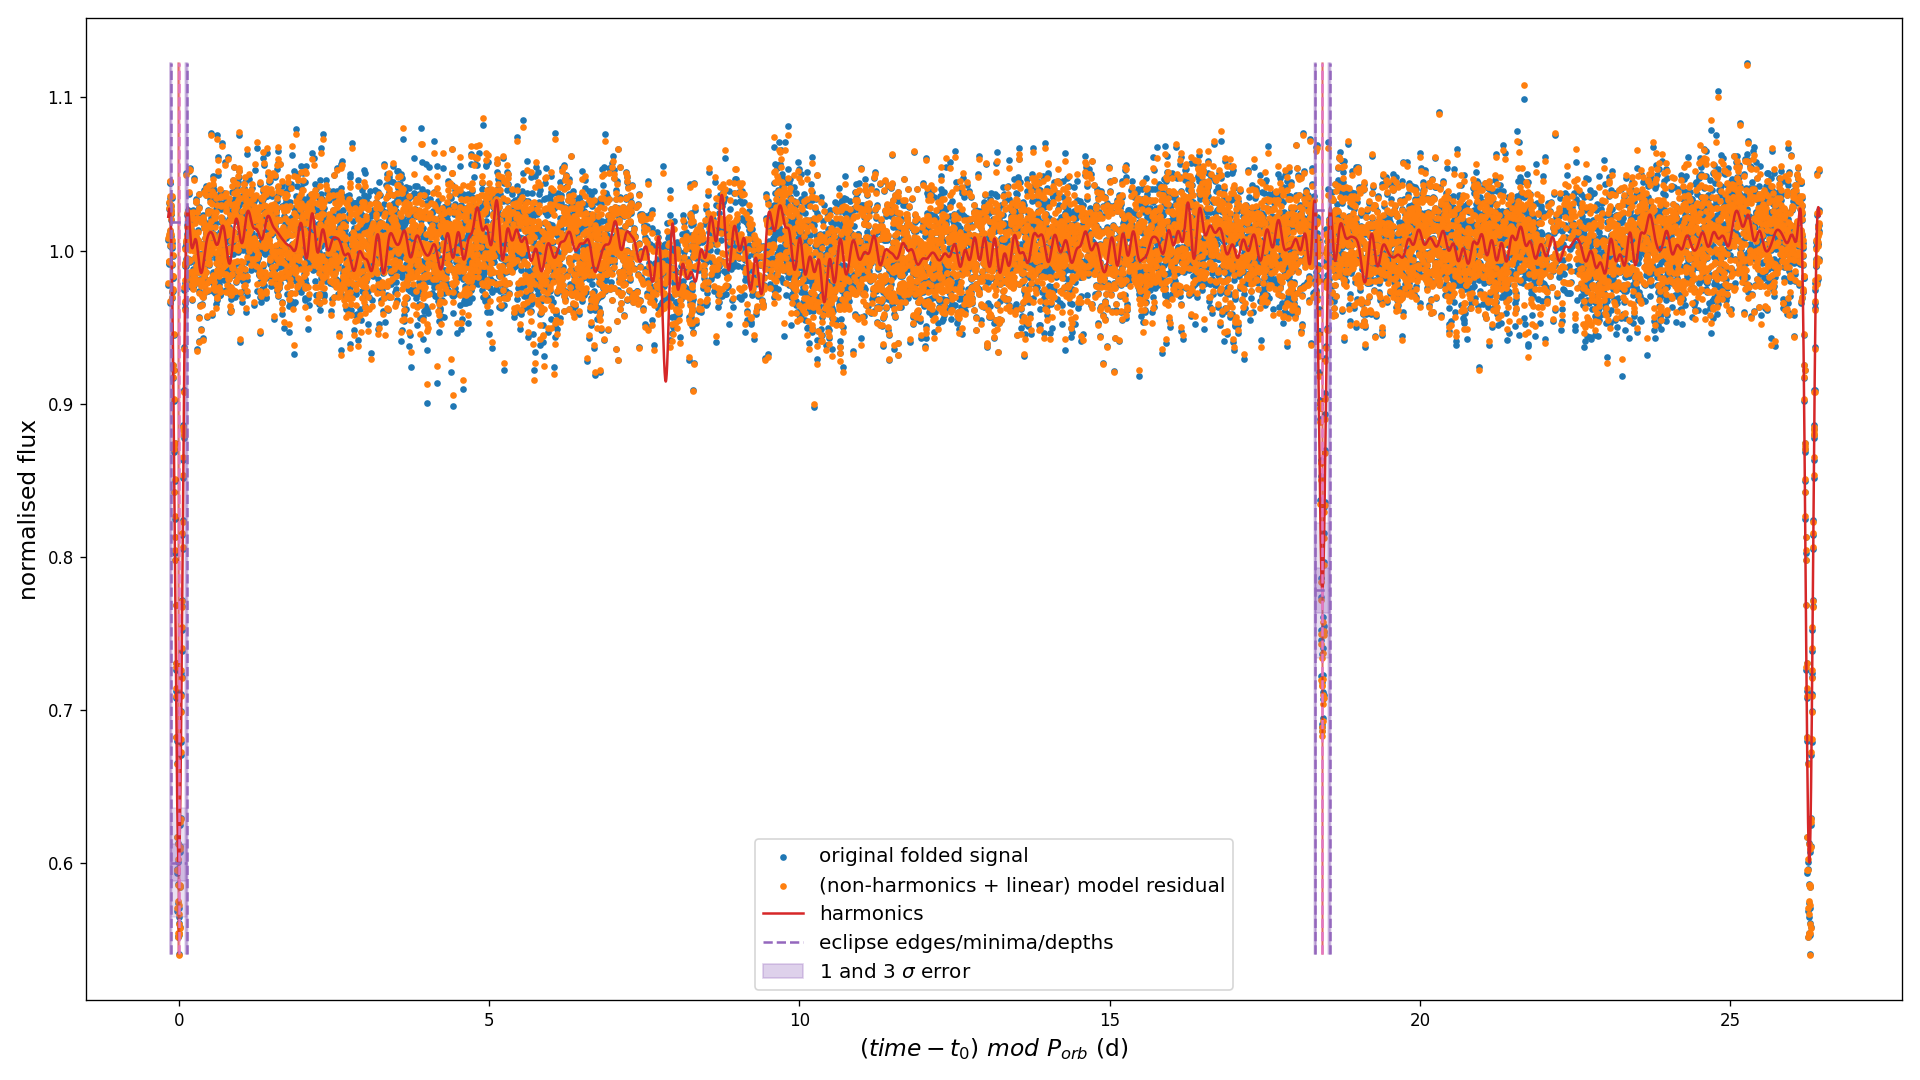 normalised flux
1.1
1.0
0.9
0.8
0.7
0.6
original folded signal
(non-harmonics + linear) model residual
harmonics
eclipse edges/minima/depths
1 and 3 σ error
0 5 10 15 20 25
(time − t₀) mod Pₒᵣb (d)